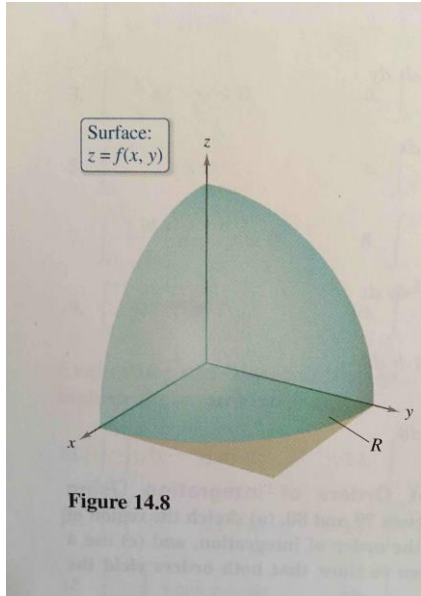 Surface:
z = f(x, y)
z
y
x
R
Figure 14.8